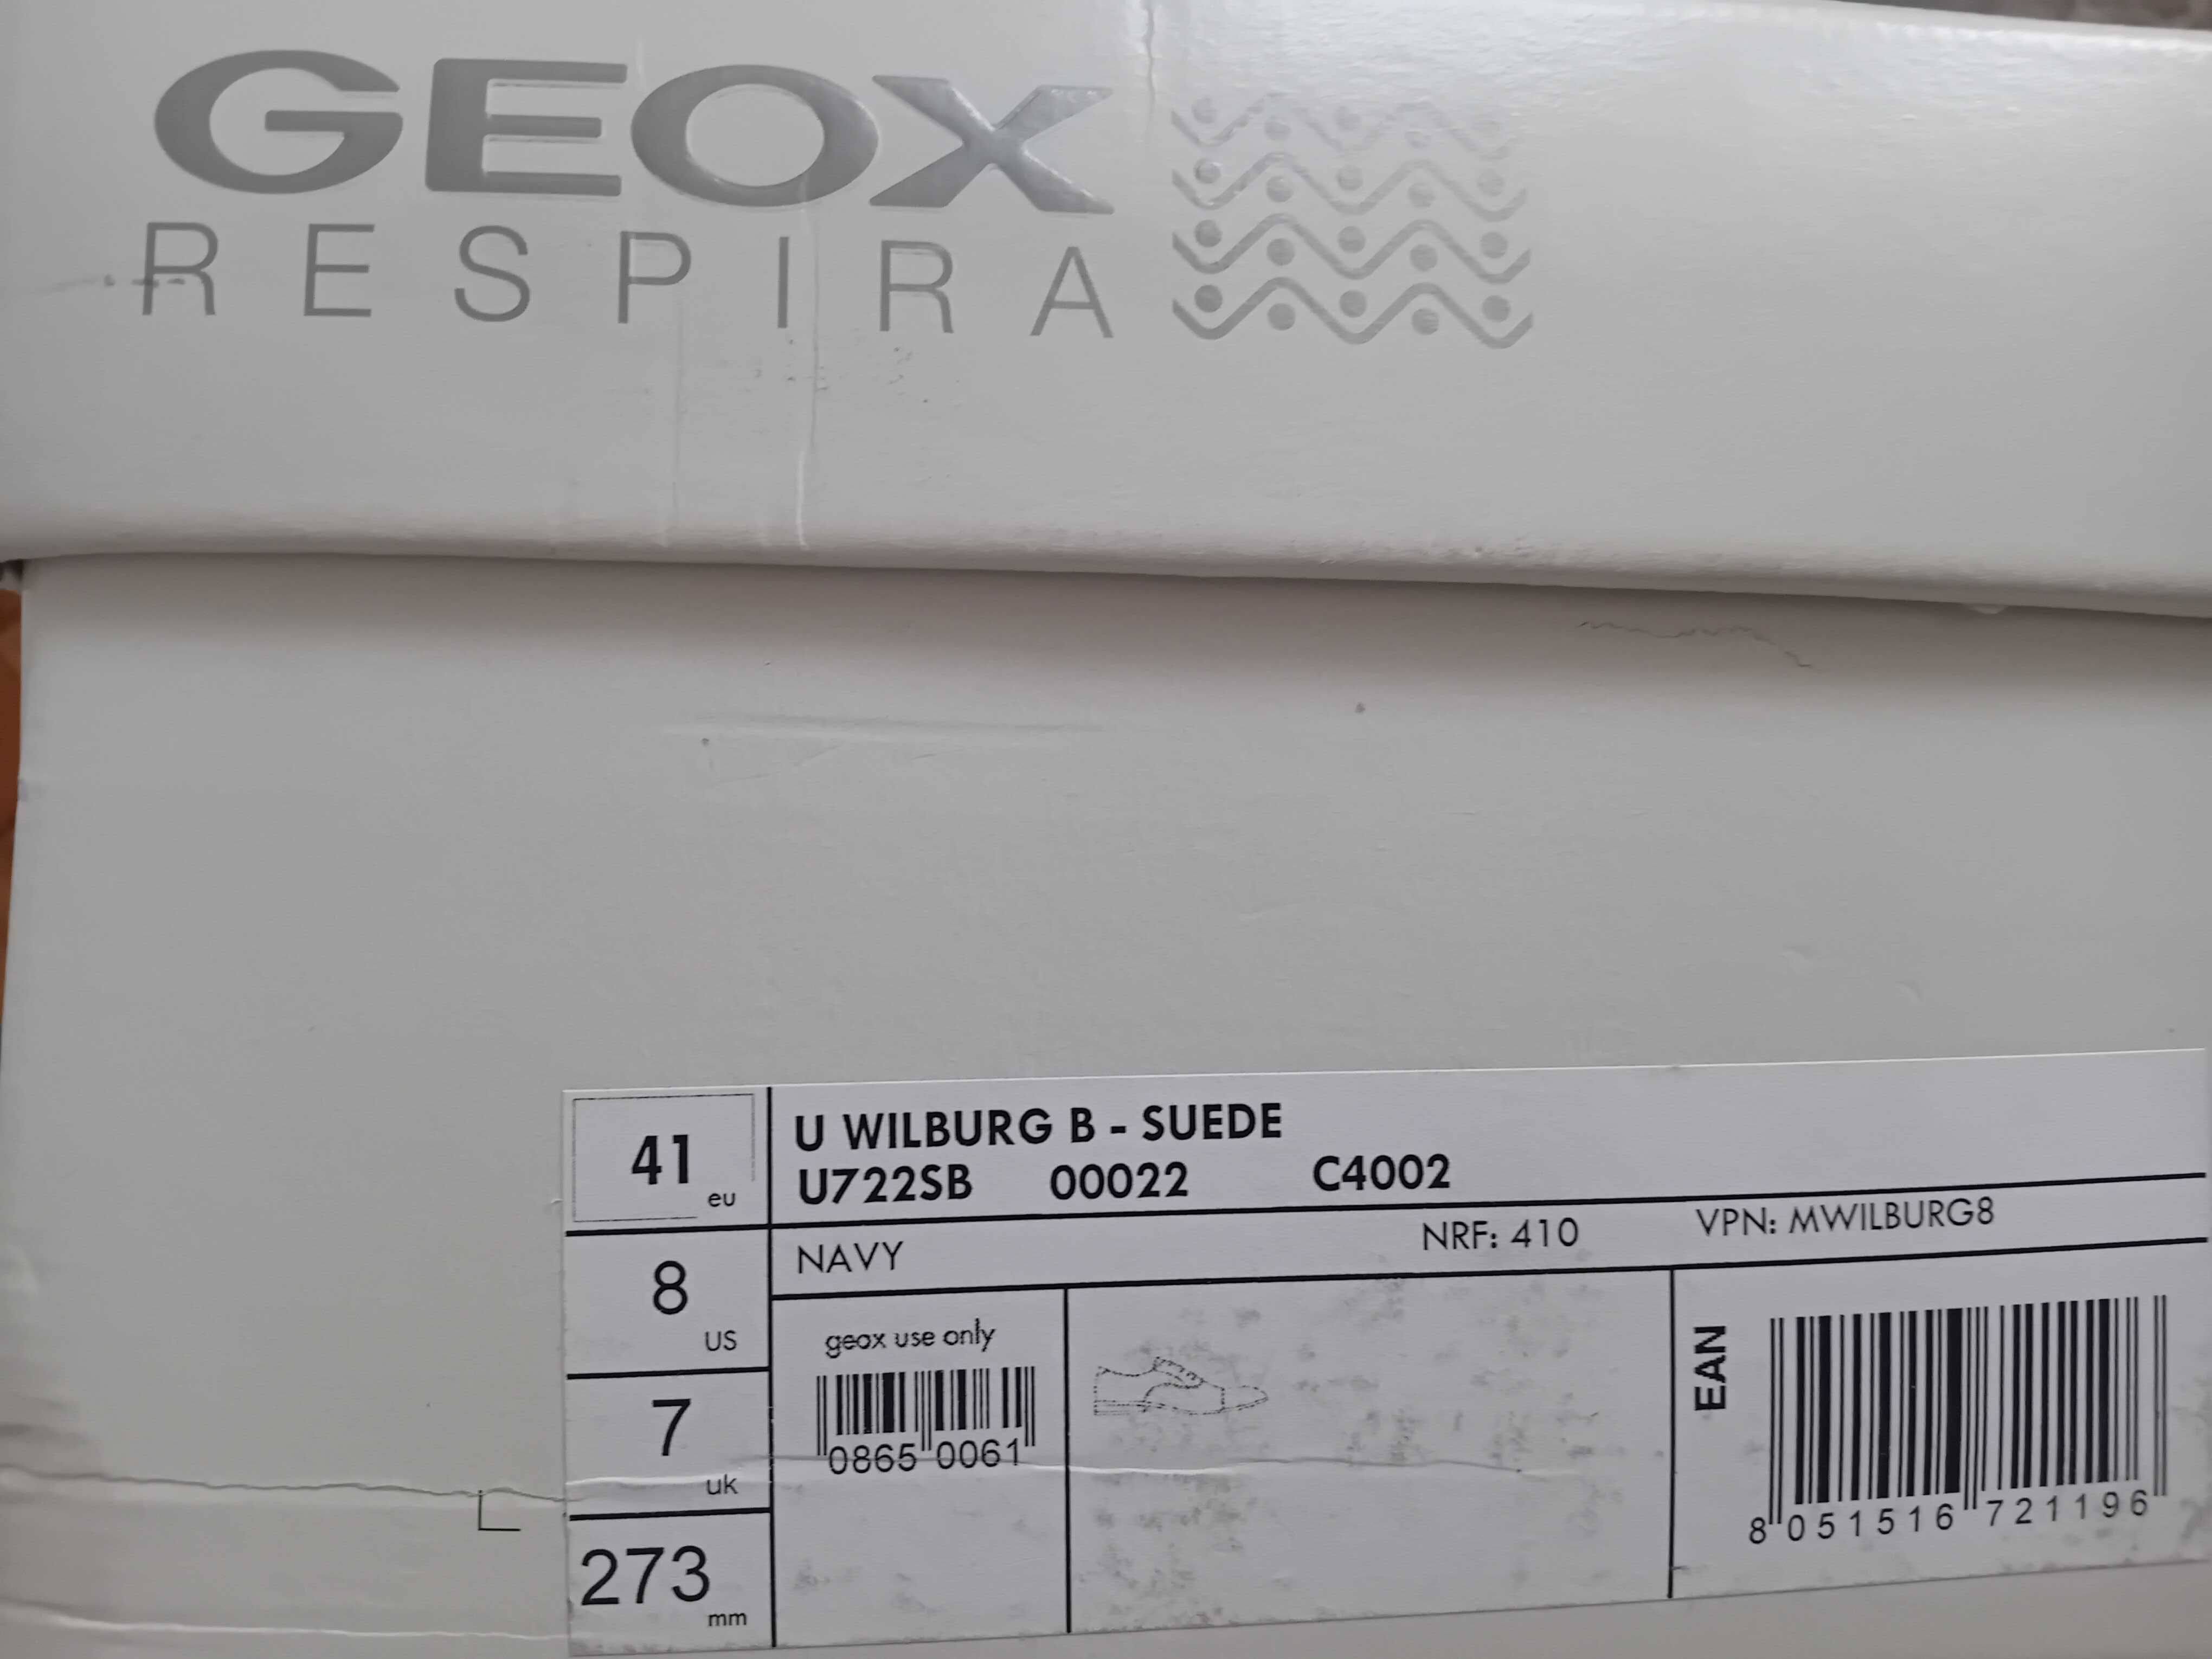 GEOX
RESPIRA
41 eu
U WILBURG B - SUEDE
U722SB 00022 C4002
8 US
NAVY NRF: 410 VPN: MWILBURG8
7 uk
geox use only
0865 0061
EAN
8 051516 721196
273 mm